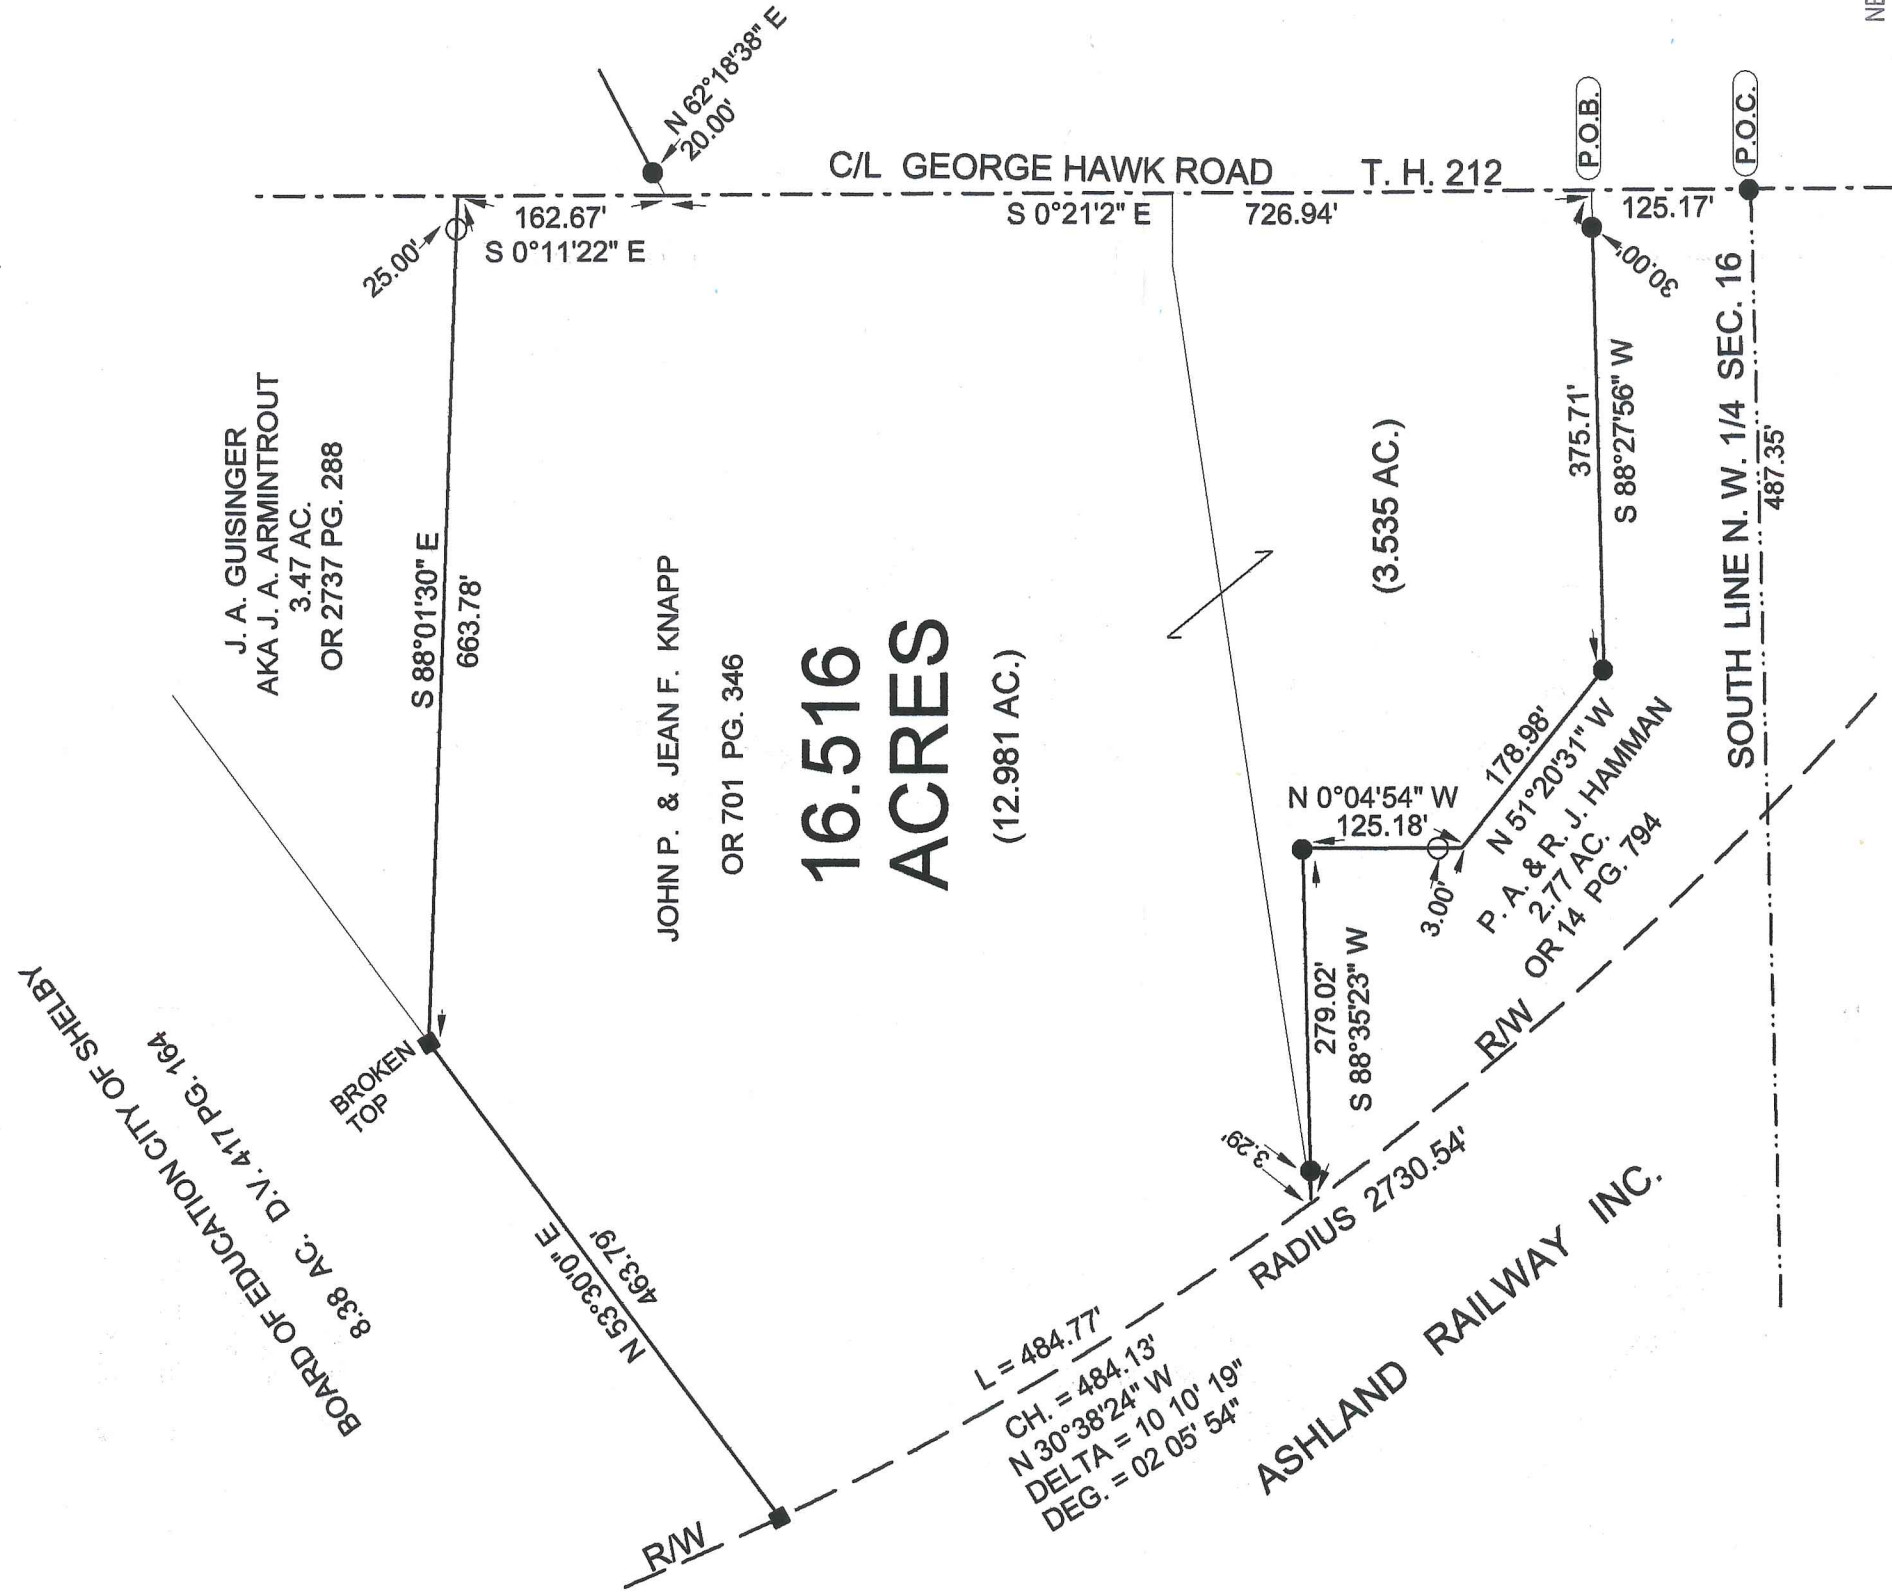 NE
N 62°18'38" E
20.00'
C/L GEORGE HAWK ROAD T. H. 212
P.O.B.
P.O.C.
162.67'
S 0°11'22" E
S 0°21'2" E 726.94'
125.17'
25.00'
30.00'
J. A. GUISINGER
AKA J. A. ARMINTROUT
3.47 AC.
OR 2737 PG. 288
S 88°01'30" E
663.78'
JOHN P. & JEAN F. KNAPP
OR 701 PG. 346
16.516
ACRES
(12.981 AC.)
(3.535 AC.)
375.71'
S 88°27'56" W
SOUTH LINE N. W. 1/4 SEC. 16
487.35'
178.98'
N 51°20'31" W
P. A. & R. J. HAMMAN
2.77 AC.
OR 14 PG. 794
N 0°04'54" W
125.18'
3.00'
279.02'
S 88°35'23" W
3.29'
BROKEN
TOP
BOARD OF EDUCATION CITY OF SHELBY
8.38 AC. D.V. 417 PG. 164
N 53°30'0" E
463.79'
R/W
R/W
RADIUS 2730.54'
L = 484.77'
CH. = 484.13'
N 30°38'24" W
DELTA = 10 10' 19"
DEG. = 02 05' 54"
ASHLAND RAILWAY INC.